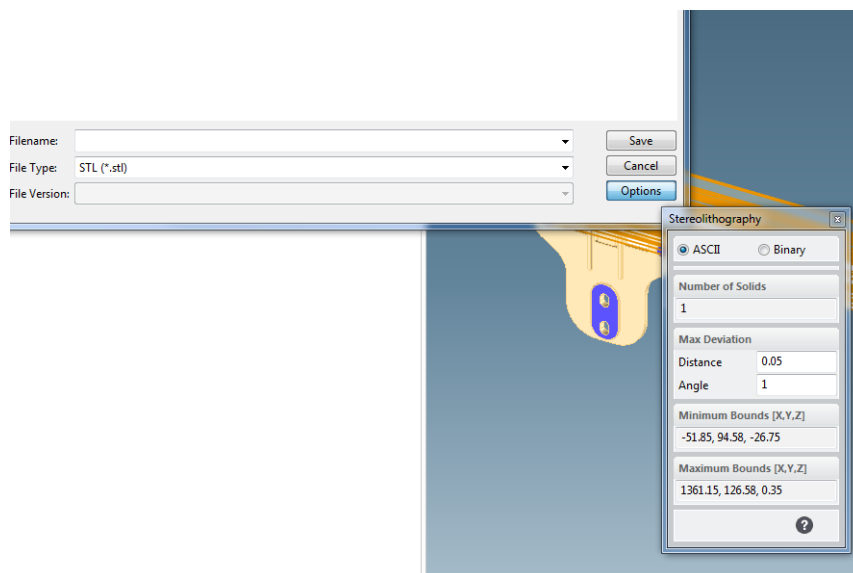 Filename:
Save
File Type: STL (*.stl)
Cancel
File Version:
Options
Stereolithography
ASCII Binary
Number of Solids
1
Max Deviation
Distance 0.05
Angle 1
Minimum Bounds [X,Y,Z]
-51.85, 94.58, -26.75
Maximum Bounds [X,Y,Z]
1361.15, 126.58, 0.35
?